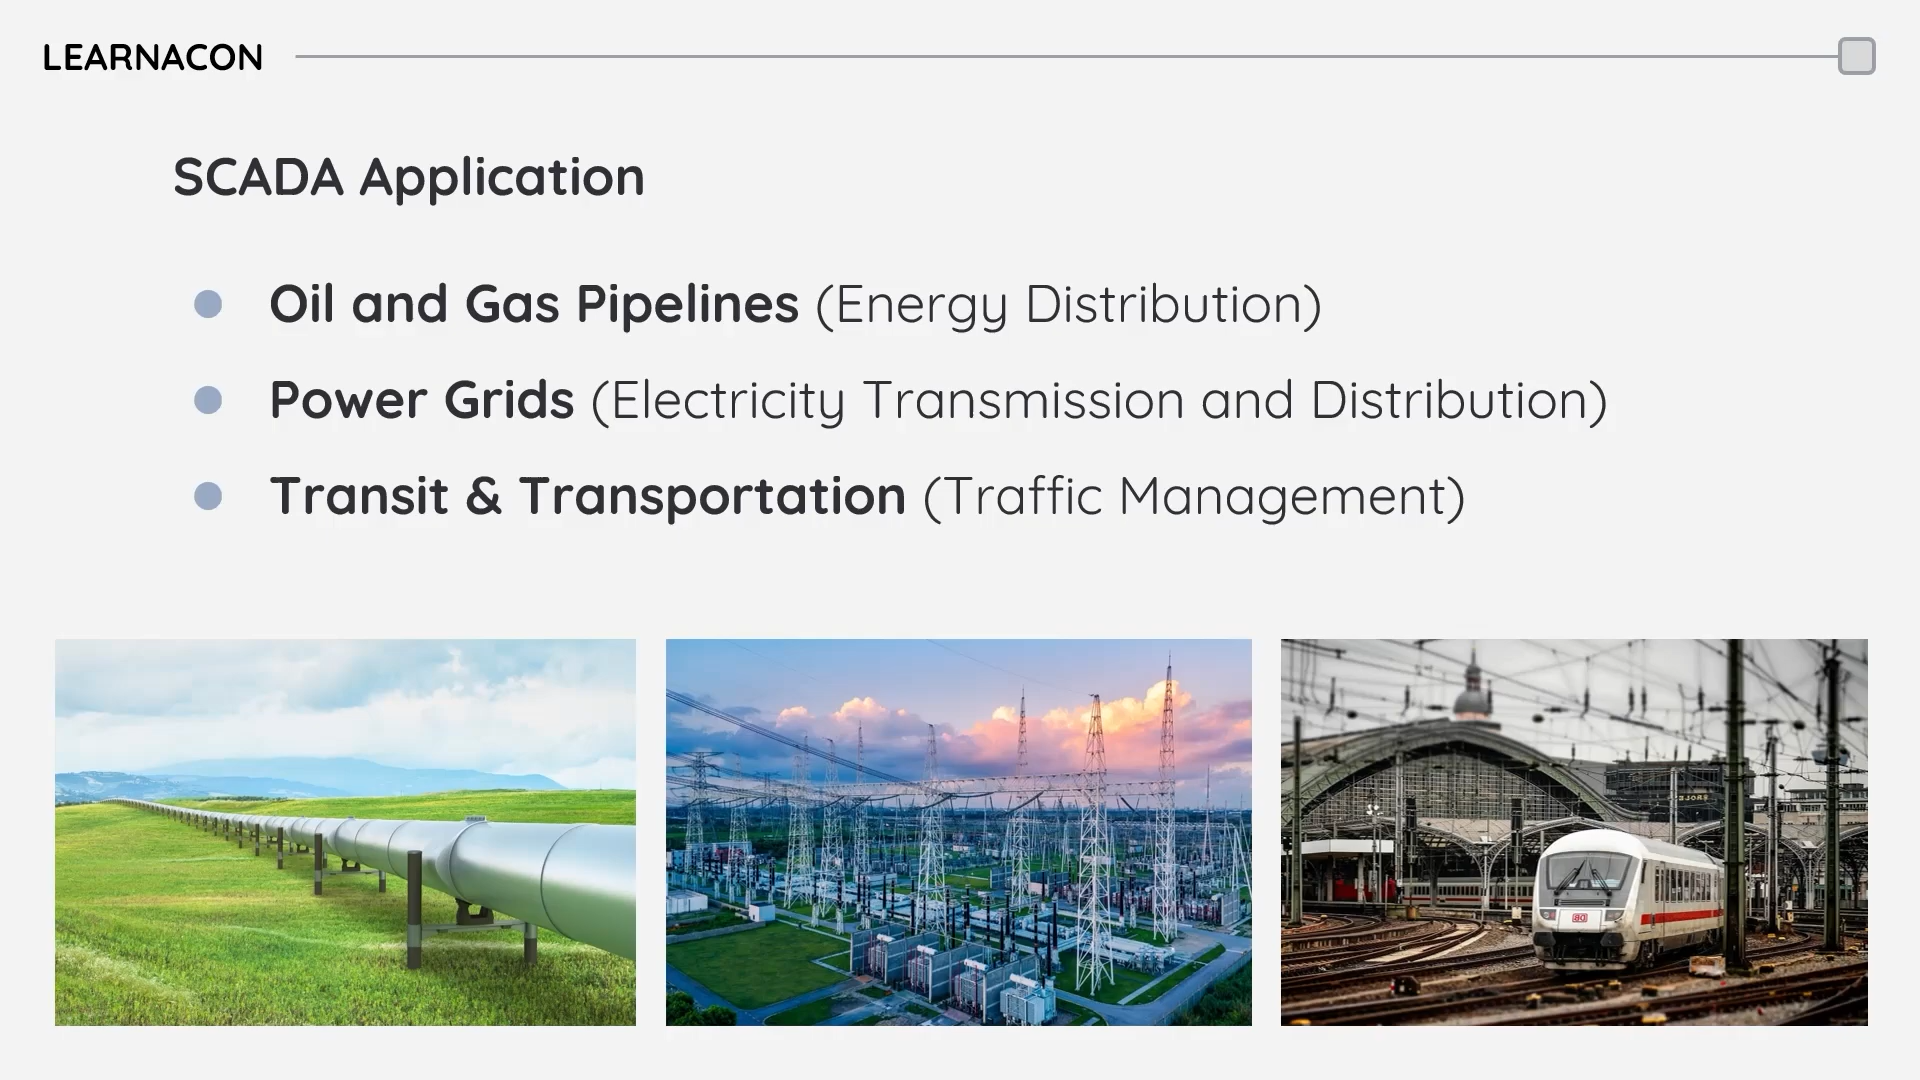 LEARNACON
SCADA Application
Oil and Gas Pipelines (Energy Distribution)
Power Grids (Electricity Transmission and Distribution)
Transit & Transportation (Traffic Management)